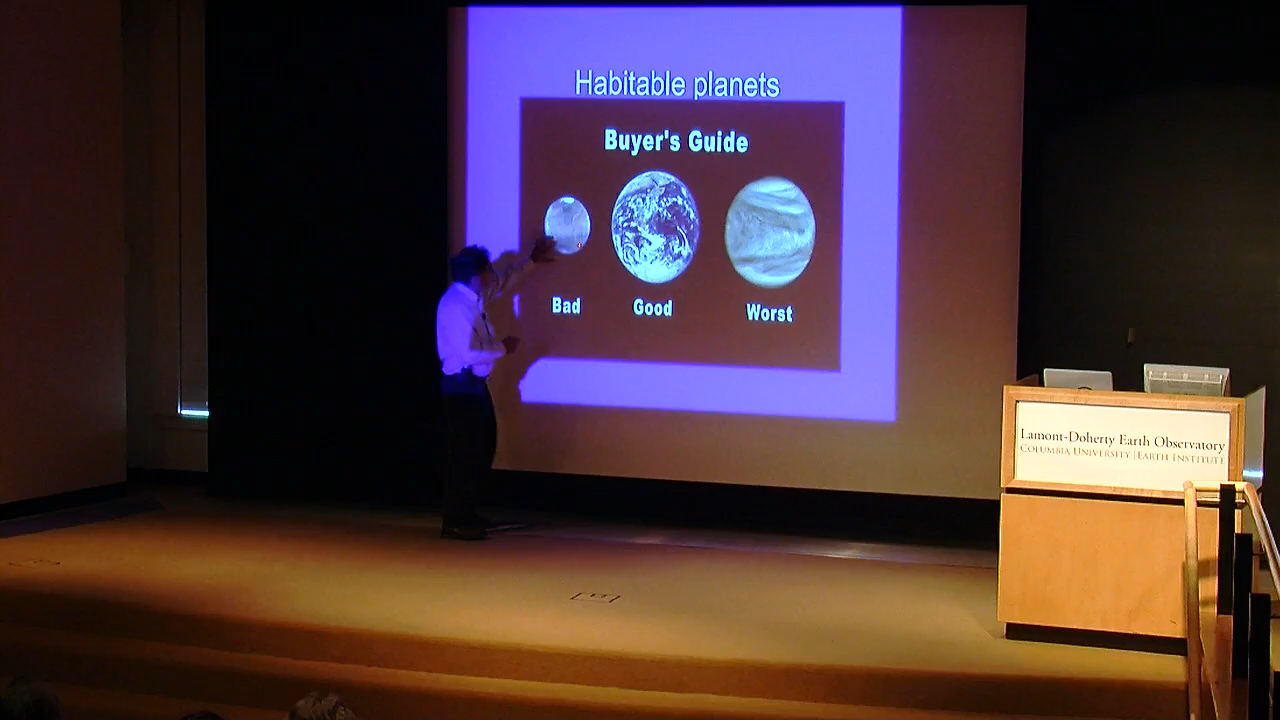 Habitable planets
Buyer's Guide
Bad
Good
Worst
Lamont-Doherty Earth Observatory
Columbia University | Earth Institute